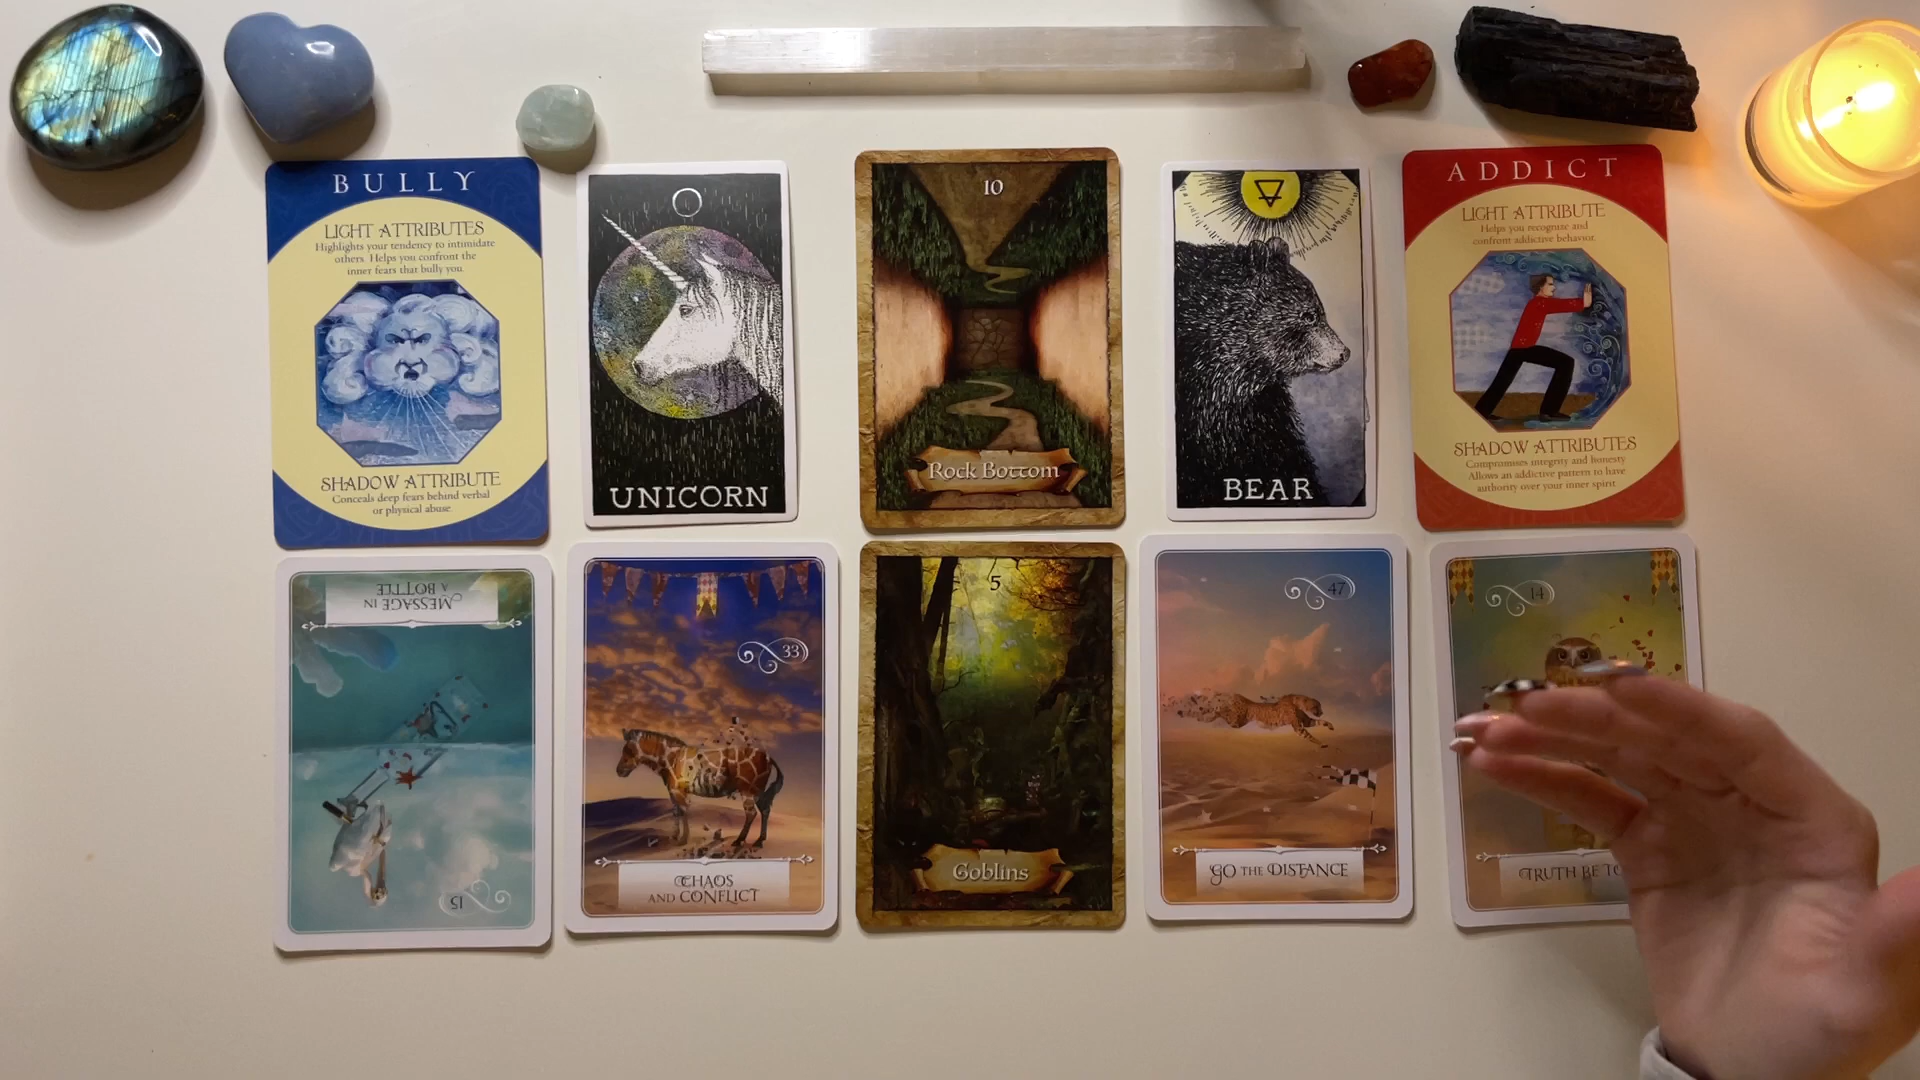 BULLY
LIGHT ATTRIBUTES
Highlights your tendency to intimidate
others. Helps you confront the
inner fears that bully you.
SHADOW ATTRIBUTE
Conceals deep fears behind verbal
or physical abuse.
UNICORN
10
Rock Bottom
BEAR
ADDICT
LIGHT ATTRIBUTE
Helps you recognize and
confront addictive behavior.
SHADOW ATTRIBUTES
Compromises integrity and honesty
Allows an addictive pattern to have
authority over your inner spirit
MESSAGE IN
A BOTTLE
15
33
CHAOS
AND CONFLICT
5
Goblins
47
GO THE DISTANCE
14
TRUTH BE